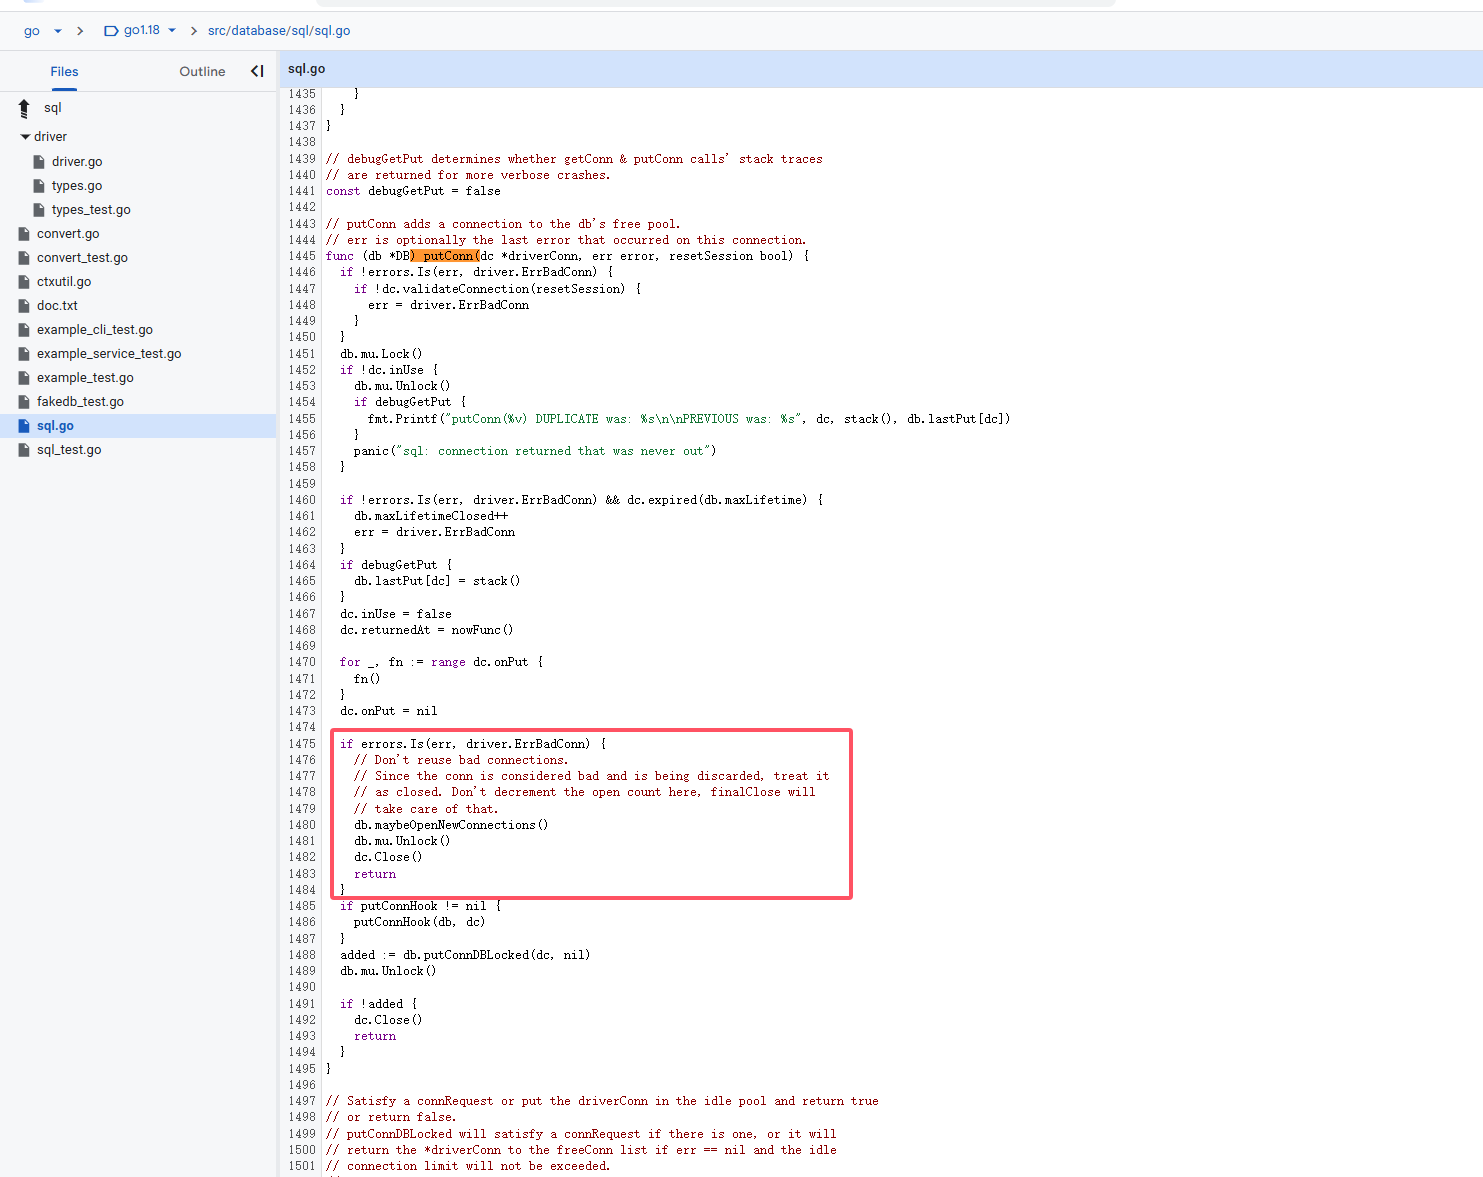 go
go1.18
src/database/sql/sql.go
Files
Outline
sql
driver
driver.go
types.go
types_test.go
convert.go
convert_test.go
ctxutil.go
doc.txt
example_cli_test.go
example_service_test.go
example_test.go
fakedb_test.go
sql.go
sql_test.go
sql.go
1435     }
1436   }
1437 }
1438
1439 // debugGetPut determines whether getConn & putConn calls' stack traces
1440 // are returned for more verbose crashes.
1441 const debugGetPut = false
1442
1443 // putConn adds a connection to the db's free pool.
1444 // err is optionally the last error that occurred on this connection.
1445 func (db *DB) putConn(dc *driverConn, err error, resetSession bool) {
1446   if !errors.Is(err, driver.ErrBadConn) {
1447     if !dc.validateConnection(resetSession) {
1448       err = driver.ErrBadConn
1449     }
1450   }
1451   db.mu.Lock()
1452   if !dc.inUse {
1453     db.mu.Unlock()
1454     if debugGetPut {
1455       fmt.Printf("putConn(%v) DUPLICATE was: %s\n\nPREVIOUS was: %s", dc, stack(), db.lastPut[dc])
1456     }
1457     panic("sql: connection returned that was never out")
1458   }
1459
1460   if !errors.Is(err, driver.ErrBadConn) && dc.expired(db.maxLifetime) {
1461     db.maxLifetimeClosed++
1462     err = driver.ErrBadConn
1463   }
1464   if debugGetPut {
1465     db.lastPut[dc] = stack()
1466   }
1467   dc.inUse = false
1468   dc.returnedAt = nowFunc()
1469
1470   for _, fn := range dc.onPut {
1471     fn()
1472   }
1473   dc.onPut = nil
1474
1475   if errors.Is(err, driver.ErrBadConn) {
1476     // Don't reuse bad connections.
1477     // Since the conn is considered bad and is being discarded, treat it
1478     // as closed. Don't decrement the open count here, finalClose will
1479     // take care of that.
1480     db.maybeOpenNewConnections()
1481     db.mu.Unlock()
1482     dc.Close()
1483     return
1484   }
1485   if putConnHook != nil {
1486     putConnHook(db, dc)
1487   }
1488   added := db.putConnDBLocked(dc, nil)
1489   db.mu.Unlock()
1490
1491   if !added {
1492     dc.Close()
1493     return
1494   }
1495 }
1496
1497 // Satisfy a connRequest or put the driverConn in the idle pool and return true
1498 // or return false.
1499 // putConnDBLocked will satisfy a connRequest if there is one, or it will
1500 // return the *driverConn to the freeConn list if err == nil and the idle
1501 // connection limit will not be exceeded.